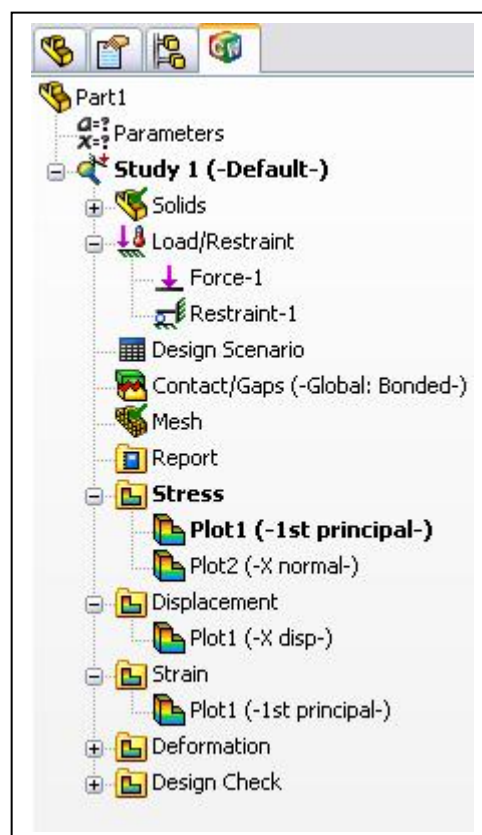 Part1
a=? x=? Parameters
Study 1 (-Default-)
Solids
Load/Restraint
Force-1
Restraint-1
Design Scenario
Contact/Gaps (-Global: Bonded-)
Mesh
Report
Stress
Plot1 (-1st principal-)
Plot2 (-X normal-)
Displacement
Plot1 (-X disp-)
Strain
Plot1 (-1st principal-)
Deformation
Design Check